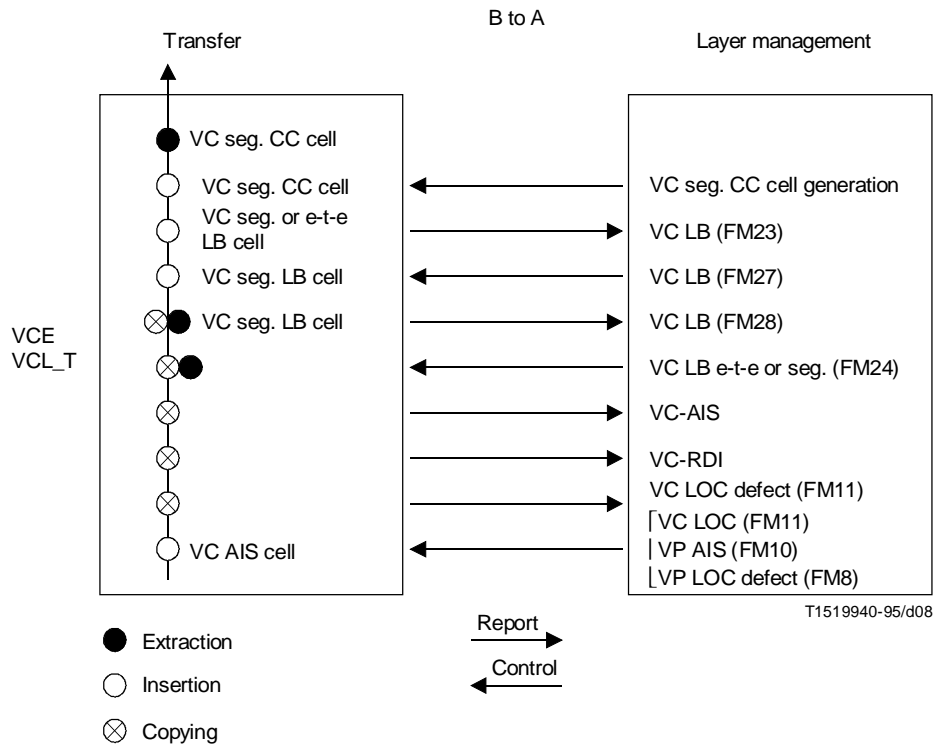 B to A
Transfer
Layer management
VC seg. CC cell
VC seg. CC cell
VC seg. CC cell generation
VC seg. or e-t-e
LB cell
VC LB (FM23)
VC seg. LB cell
VC LB (FM27)
VCE
VCL_T
VC seg. LB cell
VC LB (FM28)
VC LB e-t-e or seg. (FM24)
VC-AIS
VC-RDI
VC LOC defect (FM11)
VC LOC (FM11)
VC AIS cell
VP AIS (FM10)
VP LOC defect (FM8)
T1519940-95/d08
Extraction
Report
Insertion
Control
Copying